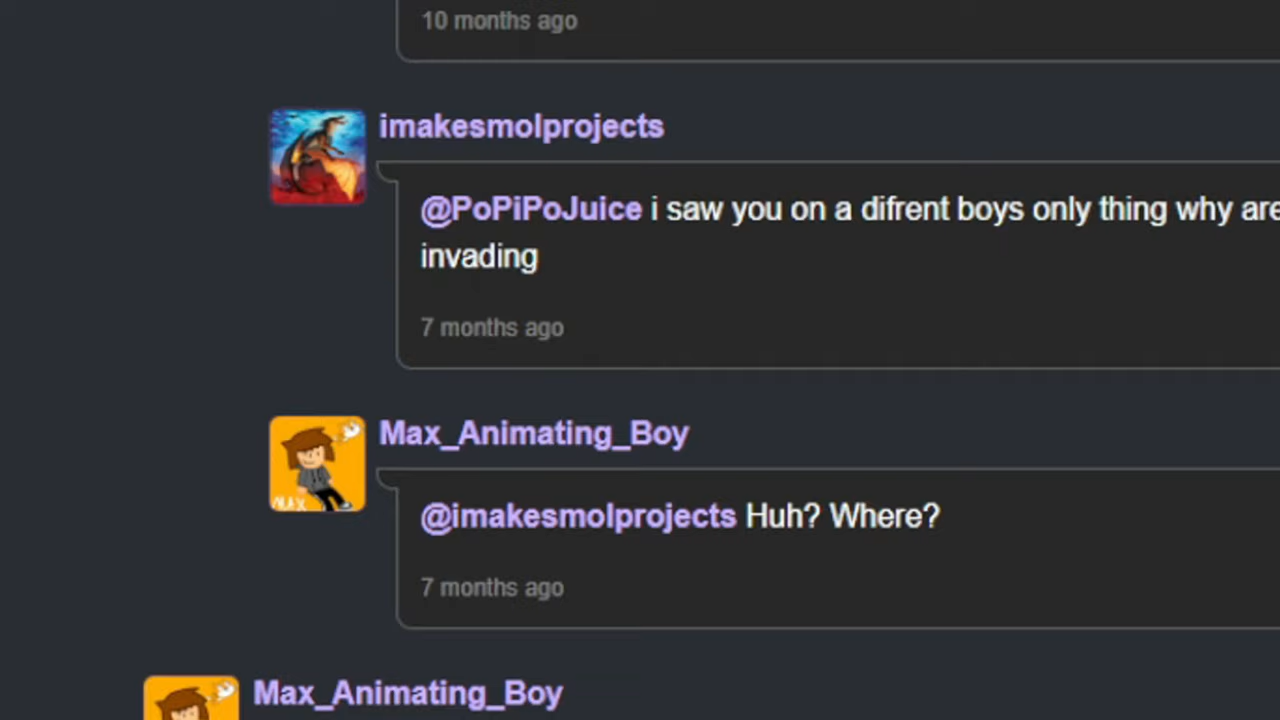 10 months ago
imakesmolprojects
@PoPiPoJuice i saw you on a difrent boys only thing why are
invading
7 months ago
Max_Animating_Boy
@imakesmolprojects Huh? Where?
MAX
7 months ago
Max_Animating_Boy